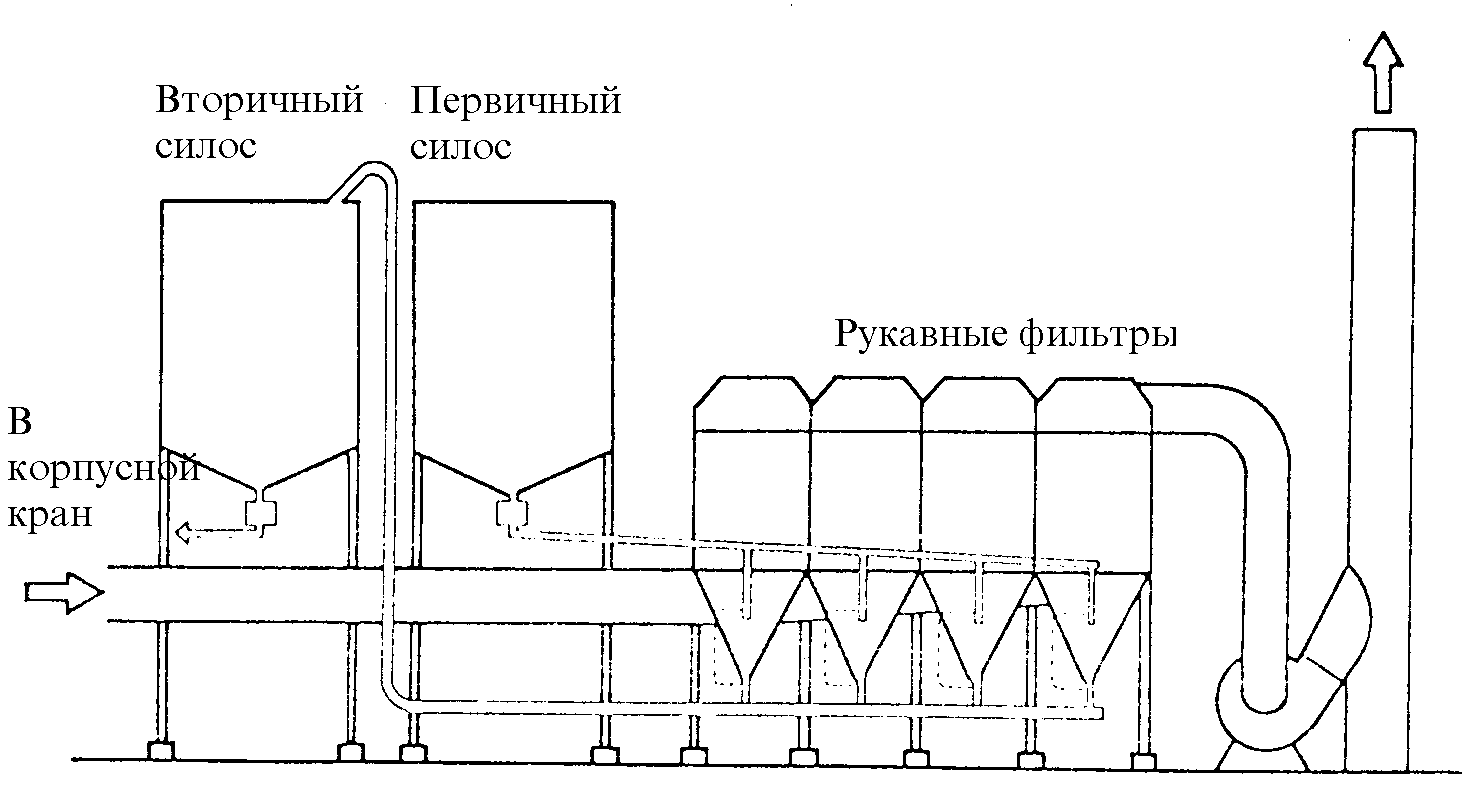 Вторичный
силос
Первичный
силос
Рукавные фильтры
В
корпусной
кран